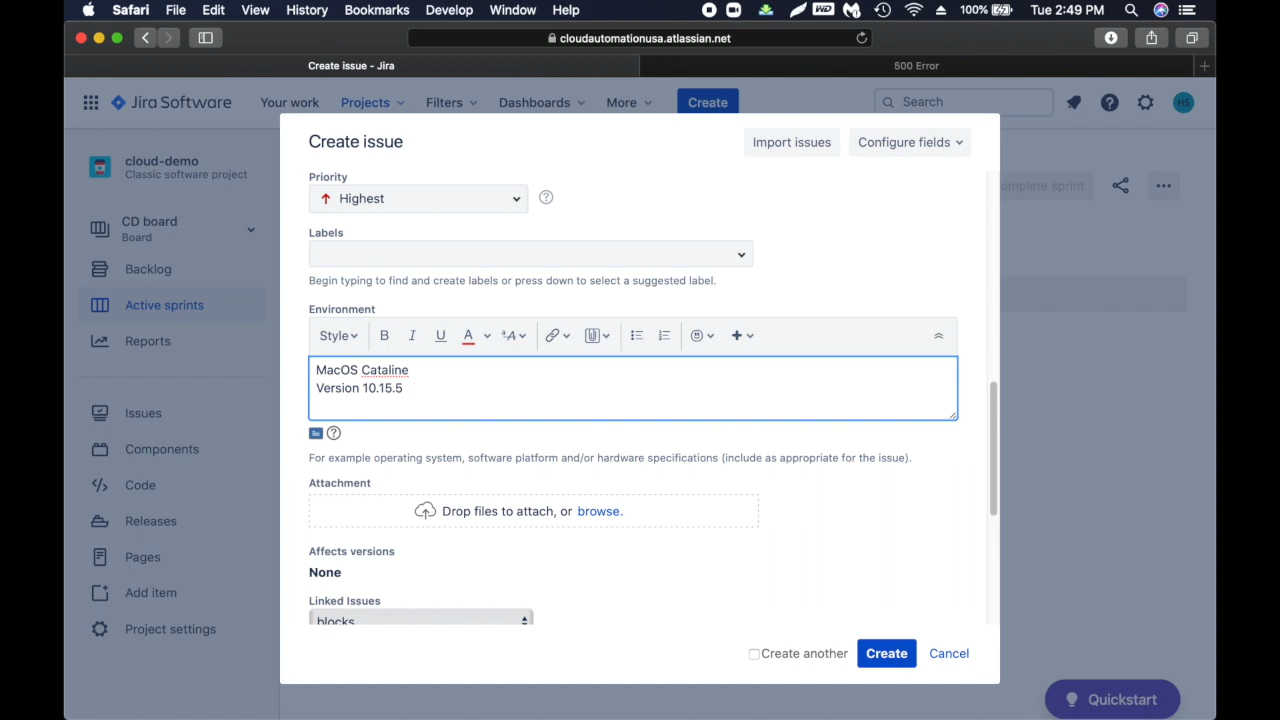 Safari File Edit View History Bookmarks Develop Window Help WD 100% Tue 2:49 PM
cloudautomationusa.atlassian.net
Create issue - Jira 500 Error
Jira Software Your work Projects Filters Dashboards More Create Search HS
Create issue Import issues Configure fields
cloud-demo
Classic software project
omplete sprint
CD board
Board
Backlog
Active sprints
Reports
Issues
Components
Code
Releases
Pages
Add item
Project settings
Priority
Highest
Labels
Begin typing to find and create labels or press down to select a suggested label.
Environment
Style B I U A ªA
MacOS Cataline
Version 10.15.5
For example operating system, software platform and/or hardware specifications (include as appropriate for the issue).
Attachment
Drop files to attach, or browse.
Affects versions
None
Linked Issues
blocks
Create another Create Cancel
Quickstart